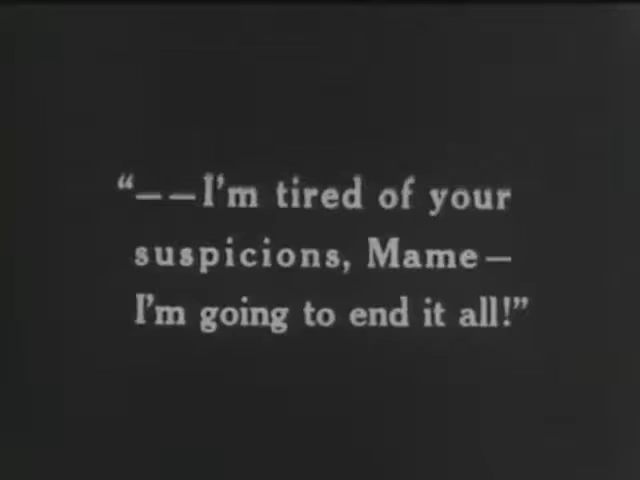 “——I’m tired of your
suspicions, Mame—
I’m going to end it all!”